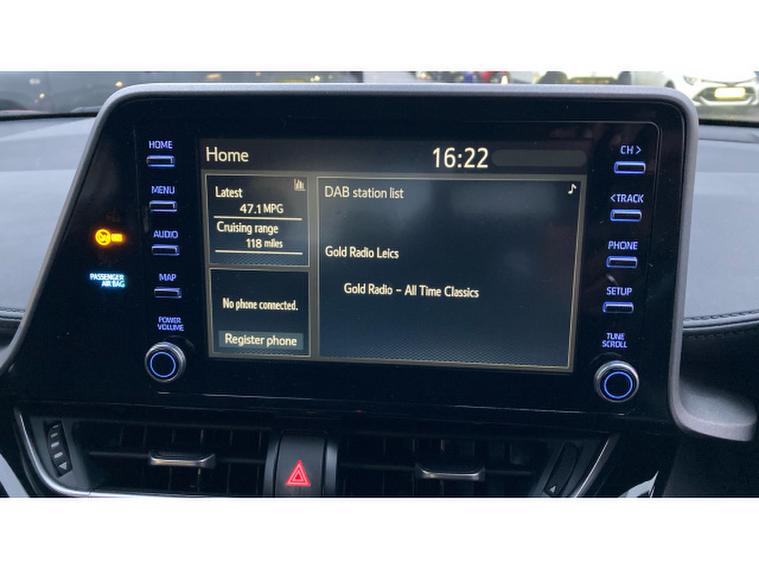 HOME
MENU
AUDIO
MAP
POWER
VOLUME
PASSENGER
AIR BAG
Home
16:22
Latest
47.1 MPG
Cruising range
118 miles
No phone connected.
Register phone
DAB station list
Gold Radio Leics
Gold Radio – All Time Classics
CH >
<TRACK
PHONE
SETUP
TUNE
SCROLL